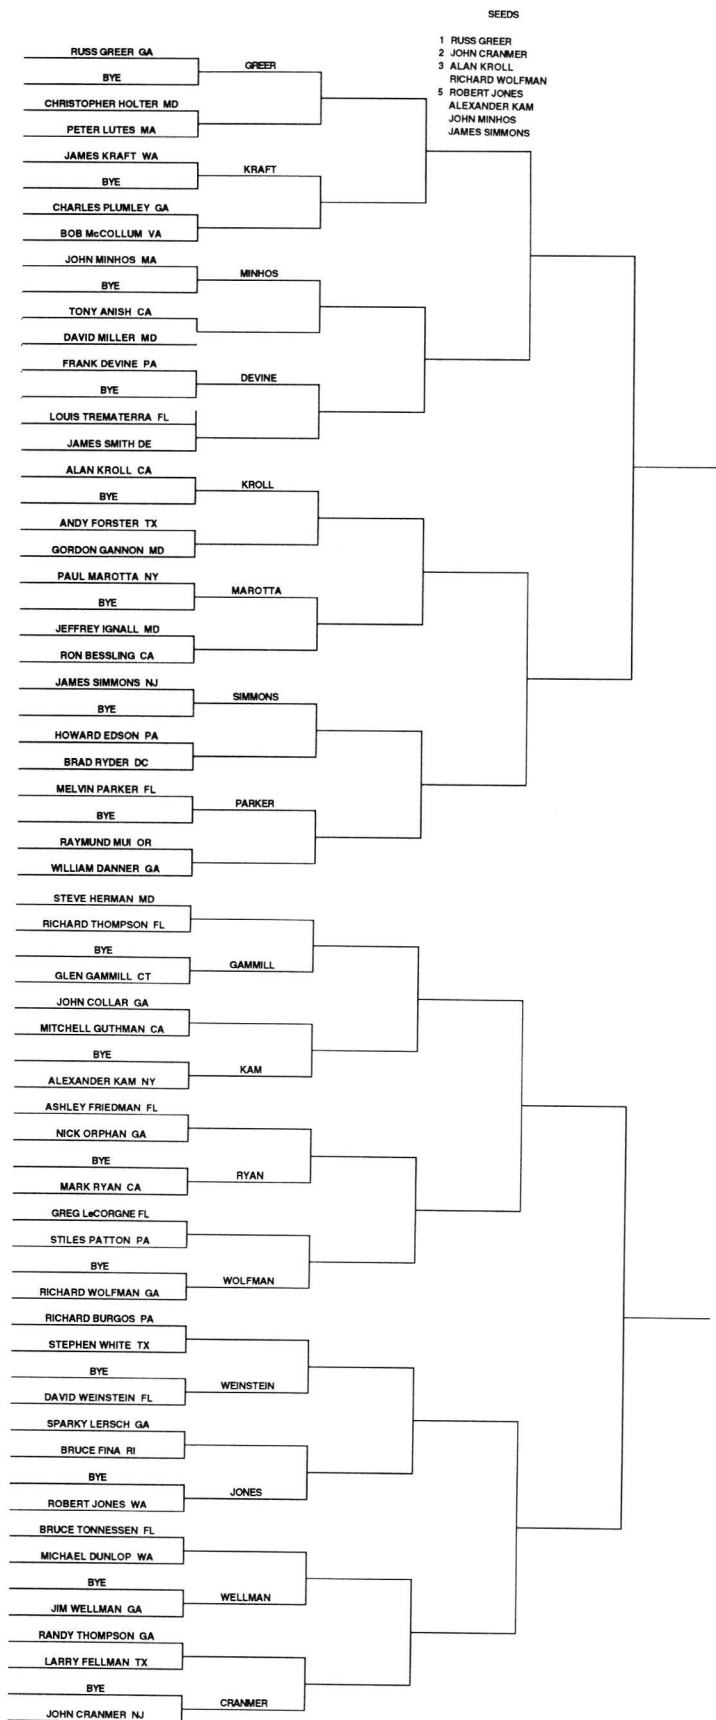 SEEDS
1 RUSS GREER
2 JOHN CRANMER
3 ALAN KROLL
RICHARD WOLFMAN
5 ROBERT JONES
ALEXANDER KAM
JOHN MINHOS
JAMES SIMMONS
RUSS GREER GA
GREER
BYE
CHRISTOPHER HOLTER MD
PETER LUTES MA
JAMES KRAFT WA
KRAFT
BYE
CHARLES PLUMLEY GA
BOB McCOLLUM VA
JOHN MINHOS MA
MINHOS
BYE
TONY ANISH CA
DAVID MILLER MD
FRANK DEVINE PA
DEVINE
BYE
LOUIS TREMATERRA FL
JAMES SMITH DE
ALAN KROLL CA
KROLL
BYE
ANDY FORSTER TX
GORDON GANNON MD
PAUL MAROTTA NY
MAROTTA
BYE
JEFFREY IGNALL MD
RON BESSLING CA
JAMES SIMMONS NJ
SIMMONS
BYE
HOWARD EDSON PA
BRAD RYDER DC
MELVIN PARKER FL
PARKER
BYE
RAYMUND MUI OR
WILLIAM DANNER GA
STEVE HERMAN MD
RICHARD THOMPSON FL
BYE
GAMMILL
GLEN GAMMILL CT
JOHN COLLAR GA
MITCHELL GUTHMAN CA
BYE
KAM
ALEXANDER KAM NY
ASHLEY FRIEDMAN FL
NICK ORPHAN GA
BYE
RYAN
MARK RYAN CA
GREG LeCORGNE FL
STILES PATTON PA
BYE
WOLFMAN
RICHARD WOLFMAN GA
RICHARD BURGOS PA
STEPHEN WHITE TX
BYE
WEINSTEIN
DAVID WEINSTEIN FL
SPARKY LERSCH GA
BRUCE FINA RI
BYE
JONES
ROBERT JONES WA
BRUCE TONNESSEN FL
MICHAEL DUNLOP WA
BYE
WELLMAN
JIM WELLMAN GA
RANDY THOMPSON GA
LARRY FELLMAN TX
BYE
CRANMER
JOHN CRANMER NJ